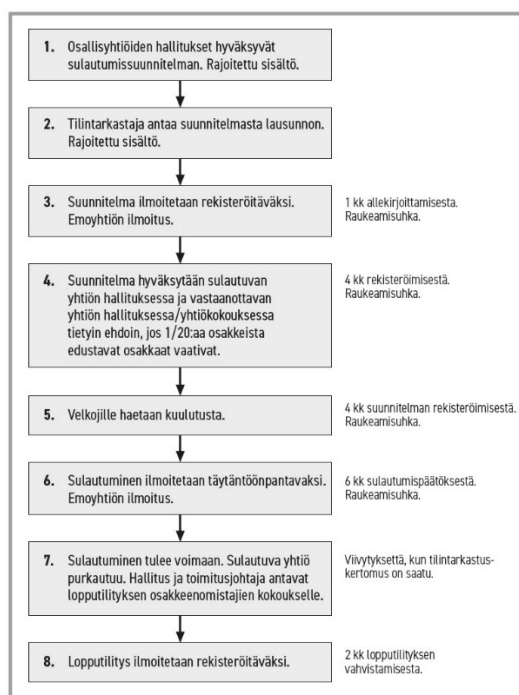 1. Osallisyhtiöiden hallitukset hyväksyvät
sulautumissuunnitelman. Rajoitettu sisältö.
2. Tilintarkastaja antaa suunnitelmasta lausunnon.
Rajoitettu sisältö.
3. Suunnitelma ilmoitetaan rekisteröitäväksi.
Emoyhtiön ilmoitus.
1 kk allekirjoittamisesta.
Raukeamisuhka.
4. Suunnitelma hyväksytään sulautuvan
yhtiön hallituksessa ja vastaanottavan
yhtiön hallituksessa/yhtiökokouksessa
tietyin ehdoin, jos 1/20:aa osakkeista
edustavat osakkaat vaativat.
4 kk rekisteröimisestä.
Raukeamisuhka.
5. Velkojille haetaan kuulutusta.
4 kk suunnitelman rekisteröimisestä.
Raukeamisuhka.
6. Sulautuminen ilmoitetaan täytäntöönpantavaksi.
Emoyhtiön ilmoitus.
6 kk sulautumispäätöksestä.
Raukeamisuhka.
7. Sulautuminen tulee voimaan. Sulautuva yhtiö
purkautuu. Hallitus ja toimitusjohtaja antavat
lopputilityksen osakkeenomistajien kokoukselle.
Viivytyksettä, kun tilintarkastus-
kertomus on saatu.
8. Lopputilitys ilmoitetaan rekisteröitäväksi.
2 kk lopputilityksen
vahvistamisesta.